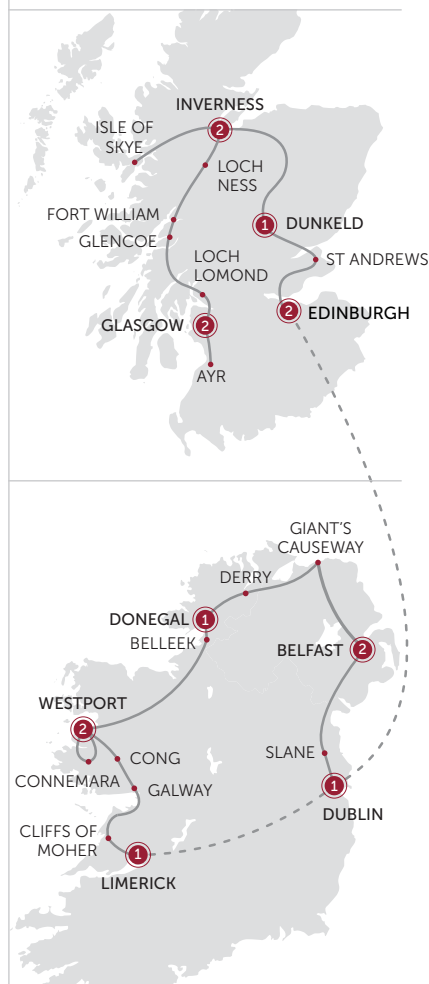 INVERNESS
2
ISLE OF
SKYE
LOCH
NESS
FORT WILLIAM
GLENCOE
1
DUNKELD
ST ANDREWS
LOCH
LOMOND
2
EDINBURGH
GLASGOW
2
AYR
GIANT'S
CAUSEWAY
DERRY
DONEGAL
1
BELLEEK
BELFAST
2
WESTPORT
2
SLANE
CONG
CONNEMARA
GALWAY
1
DUBLIN
CLIFFS OF
MOHER
1
LIMERICK